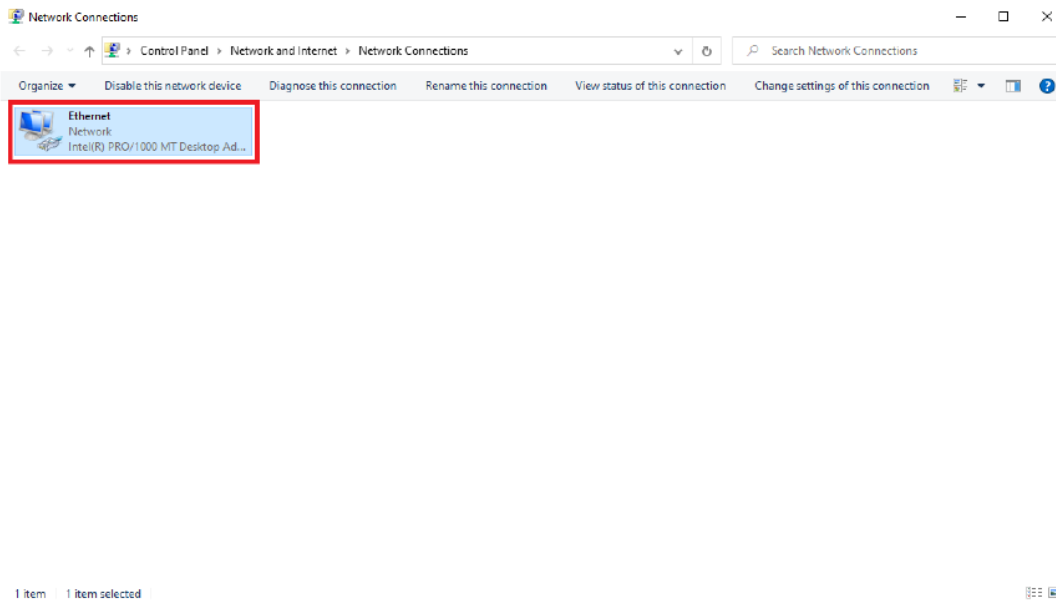 Network Connections
Control Panel > Network and Internet > Network Connections
Search Network Connections
Organize Disable this network device Diagnose this connection Rename this connection View status of this connection Change settings of this connection
Ethernet
Network
Intel(R) PRO/1000 MT Desktop Ad...
1 item 1 item selected